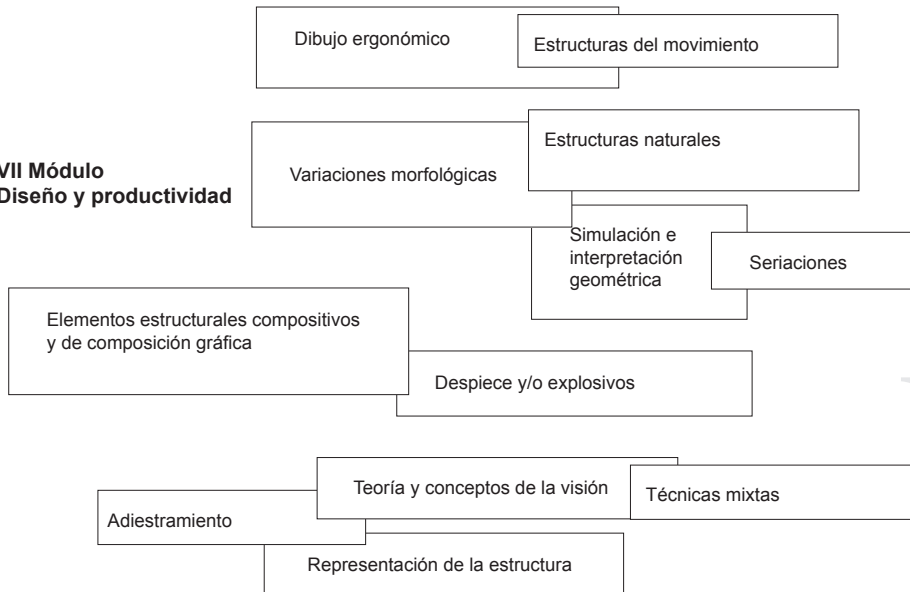 Dibujo ergonómico
Estructuras del movimiento
Estructuras naturales
VII Módulo
Diseño y productividad
Variaciones morfológicas
Simulación e
interpretación
geométrica
Seriaciones
Elementos estructurales compositivos
y de composición gráfica
Despiece y/o explosivos
Teoría y conceptos de la visión
Técnicas mixtas
Adiestramiento
Representación de la estructura